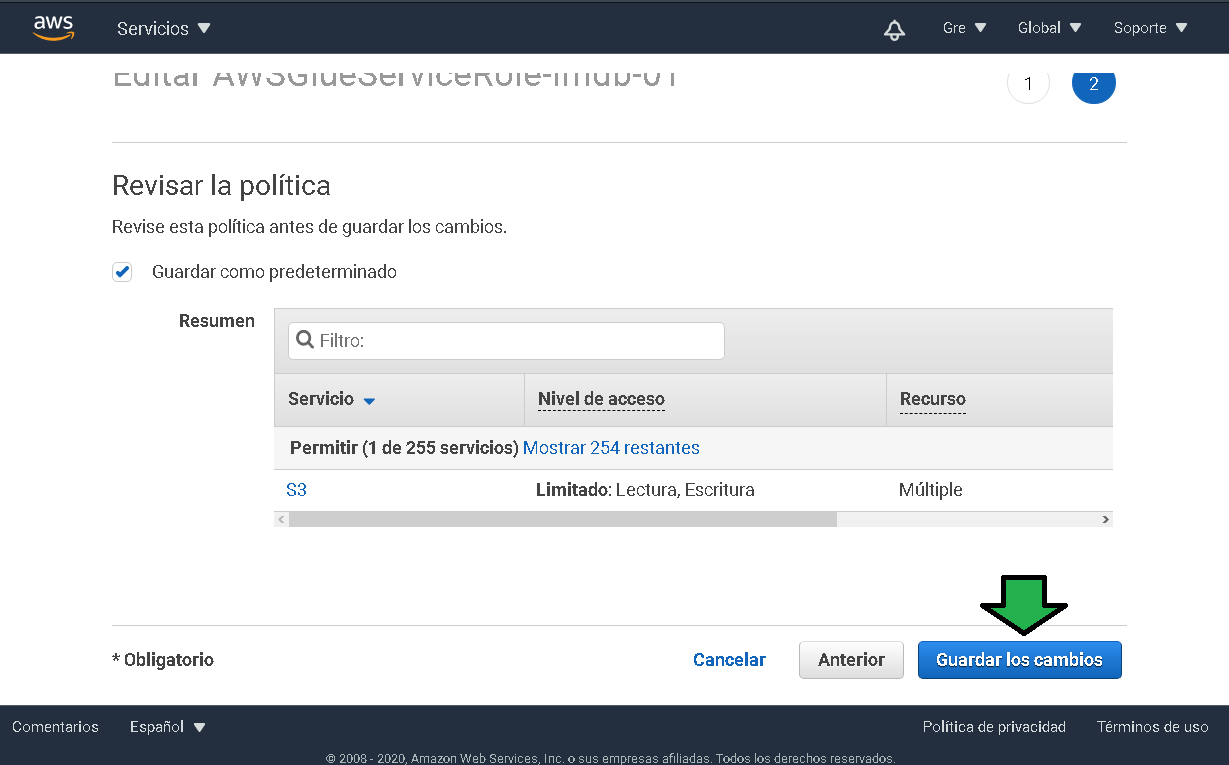 aws Servicios Gre Global Soporte
Editar AWSGlueServiceRole-imdb-01 1 2
Revisar la política
Revise esta política antes de guardar los cambios.
Guardar como predeterminado
Resumen
Filtro:
Servicio Nivel de acceso Recurso
Permitir (1 de 255 servicios) Mostrar 254 restantes
S3 Limitado: Lectura, Escritura Múltiple
* Obligatorio Cancelar Anterior Guardar los cambios
Comentarios Español Política de privacidad Términos de uso
© 2008 - 2020, Amazon Web Services, Inc. o sus empresas afiliadas. Todos los derechos reservados.